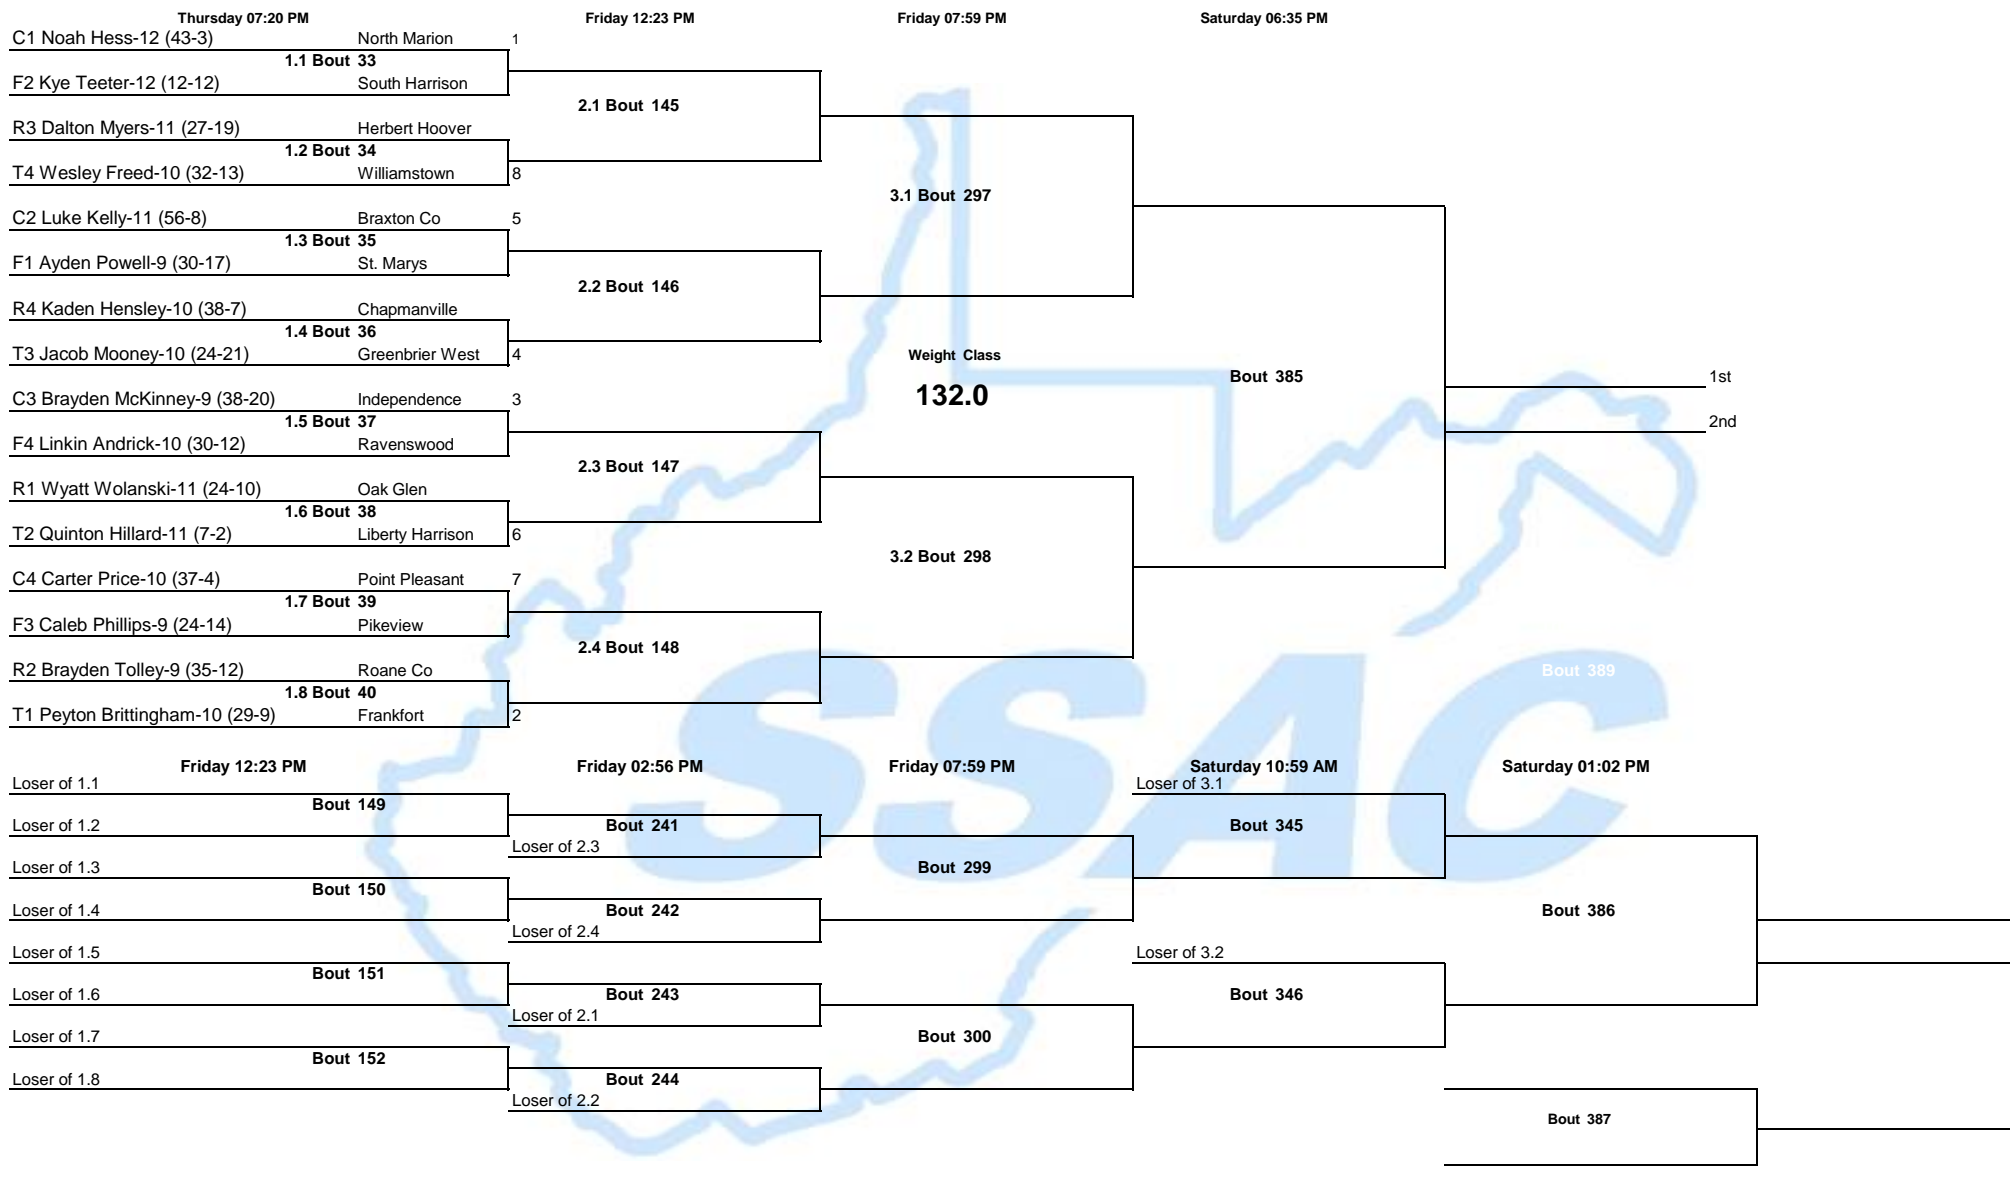 Thursday 07:20 PM Friday 12:23 PM Friday 07:59 PM Saturday 06:35 PM
C1 Noah Hess-12 (43-3) North Marion 1
1.1 Bout 33
F2 Kye Teeter-12 (12-12) South Harrison
2.1 Bout 145
R3 Dalton Myers-11 (27-19) Herbert Hoover
1.2 Bout 34
T4 Wesley Freed-10 (32-13) Williamstown 8
3.1 Bout 297
C2 Luke Kelly-11 (56-8) Braxton Co 5
1.3 Bout 35
F1 Ayden Powell-9 (30-17) St. Marys
2.2 Bout 146
R4 Kaden Hensley-10 (38-7) Chapmanville
1.4 Bout 36
T3 Jacob Mooney-10 (24-21) Greenbrier West 4
Weight Class
Bout 385 1st
132.0
C3 Brayden McKinney-9 (38-20) Independence 3
1.5 Bout 37
2nd
F4 Linkin Andrick-10 (30-12) Ravenswood
2.3 Bout 147
R1 Wyatt Wolanski-11 (24-10) Oak Glen
1.6 Bout 38
T2 Quinton Hillard-11 (7-2) Liberty Harrison 6
3.2 Bout 298
C4 Carter Price-10 (37-4) Point Pleasant 7
1.7 Bout 39
F3 Caleb Phillips-9 (24-14) Pikeview
2.4 Bout 148
R2 Brayden Tolley-9 (35-12) Roane Co
Bout 389
1.8 Bout 40
T1 Peyton Brittingham-10 (29-9) Frankfort 2
SSAC
Friday 12:23 PM Friday 02:56 PM Friday 07:59 PM Saturday 10:59 AM Saturday 01:02 PM
Loser of 1.1 Loser of 3.1
Bout 149
Loser of 1.2 Bout 241 Bout 345
Loser of 2.3
Loser of 1.3 Bout 299
Bout 150
Loser of 1.4 Bout 242 Bout 386
Loser of 2.4
Loser of 1.5 Loser of 3.2
Bout 151
Loser of 1.6 Bout 243 Bout 346
Loser of 2.1
Loser of 1.7 Bout 300
Bout 152
Loser of 1.8 Bout 244
Loser of 2.2
Bout 387